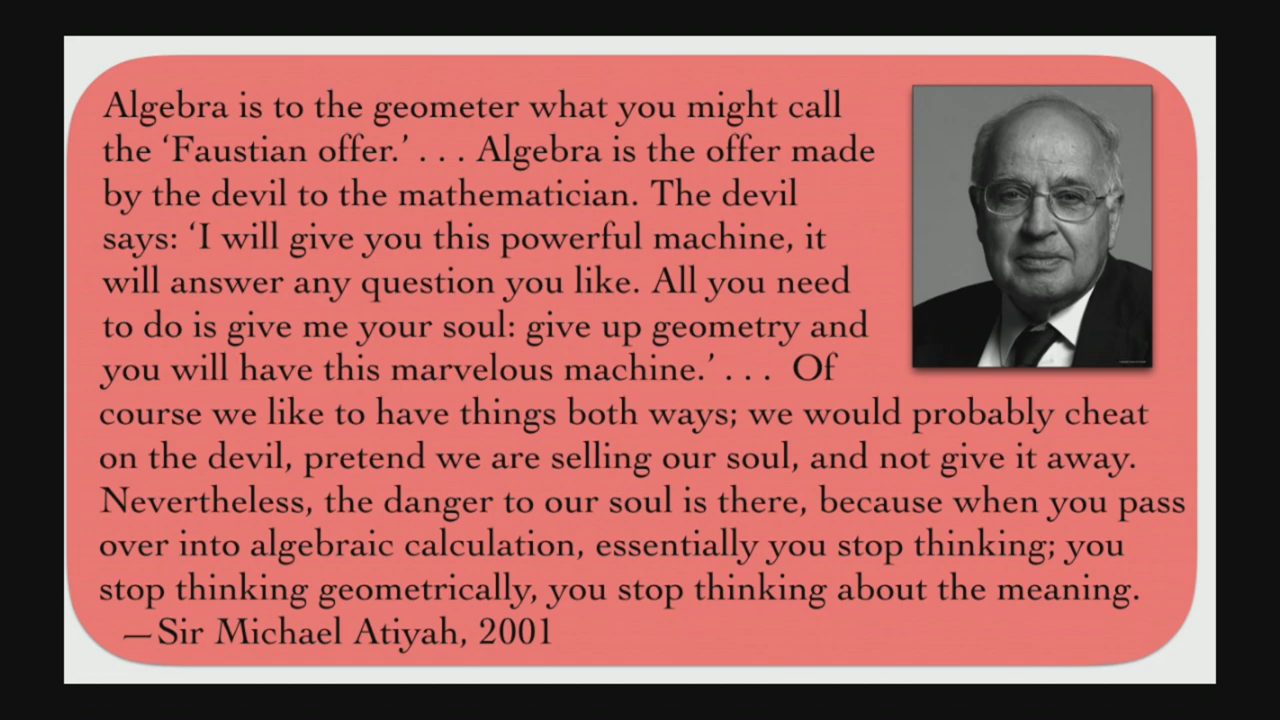 Algebra is to the geometer what you might call
the ‘Faustian offer.’ . . . Algebra is the offer made
by the devil to the mathematician. The devil
says: ‘I will give you this powerful machine, it
will answer any question you like. All you need
to do is give me your soul: give up geometry and
you will have this marvelous machine.’ . . . Of
course we like to have things both ways; we would probably cheat
on the devil, pretend we are selling our soul, and not give it away.
Nevertheless, the danger to our soul is there, because when you pass
over into algebraic calculation, essentially you stop thinking; you
stop thinking geometrically, you stop thinking about the meaning.
—Sir Michael Atiyah, 2001